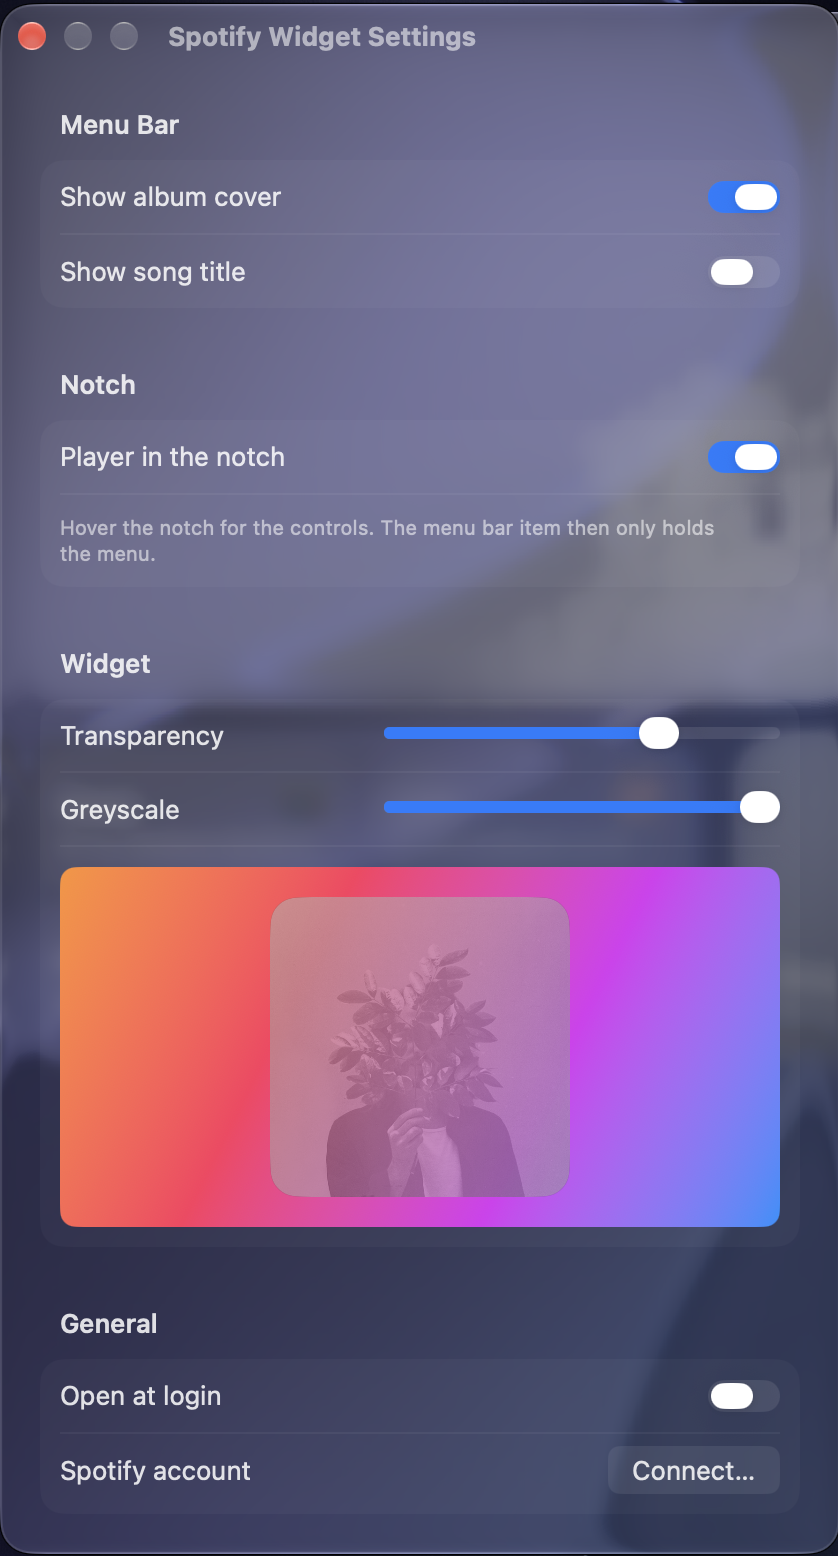 Spotify Widget Settings
Menu Bar
Show album cover
Show song title
Notch
Player in the notch
Hover the notch for the controls. The menu bar item then only holds
the menu.
Widget
Transparency
Greyscale
General
Open at login
Spotify account
Connect...